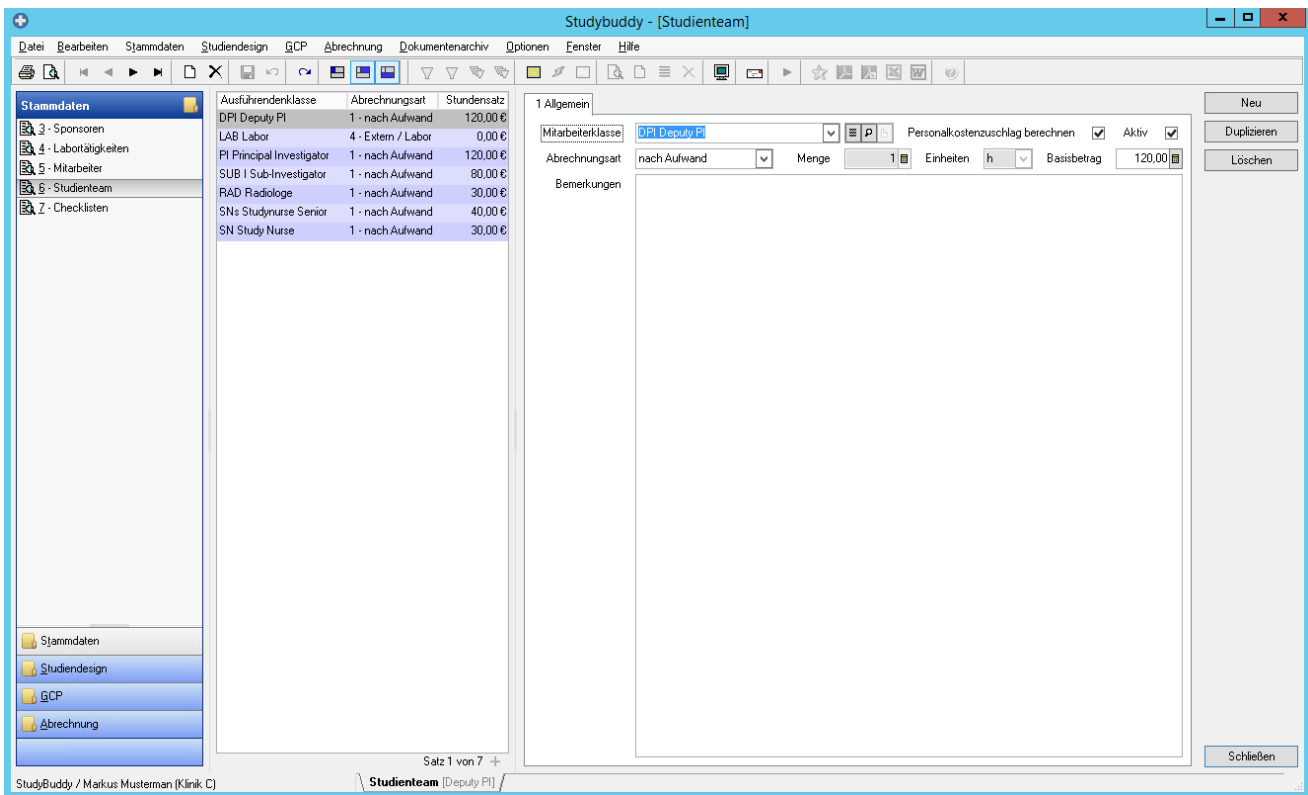 Studybuddy - [Studienteam]
Datei Bearbeiten Stammdaten Studiendesign GCP Abrechnung Dokumentenarchiv Optionen Fenster Hilfe
Stammdaten
3 - Sponsoren
4 - Labortätigkeiten
5 - Mitarbeiter
6 - Studienteam
7 - Checklisten
Stammdaten
Studiendesign
GCP
Abrechnung
Ausführendenklasse Abrechnungsart Stundensatz
DPI Deputy PI 1 - nach Aufwand 120,00 €
LAB Labor 4 - Extern / Labor 0,00 €
PI Principal Investigator 1 - nach Aufwand 120,00 €
SUB I Sub-Investigator 1 - nach Aufwand 80,00 €
RAD Radiologe 1 - nach Aufwand 30,00 €
SNs Studynurse Senior 1 - nach Aufwand 40,00 €
SN Study Nurse 1 - nach Aufwand 30,00 €
Satz 1 von 7
1 Allgemein
Mitarbeiterklasse DPI Deputy PI Personalkostenzuschlag berechnen Aktiv
Abrechnungsart nach Aufwand Menge 1 Einheiten h Basisbetrag 120,00
Bemerkungen
Neu
Duplizieren
Löschen
Schließen
StudyBuddy / Markus Musterman (Klinik C) Studienteam [Deputy PI]